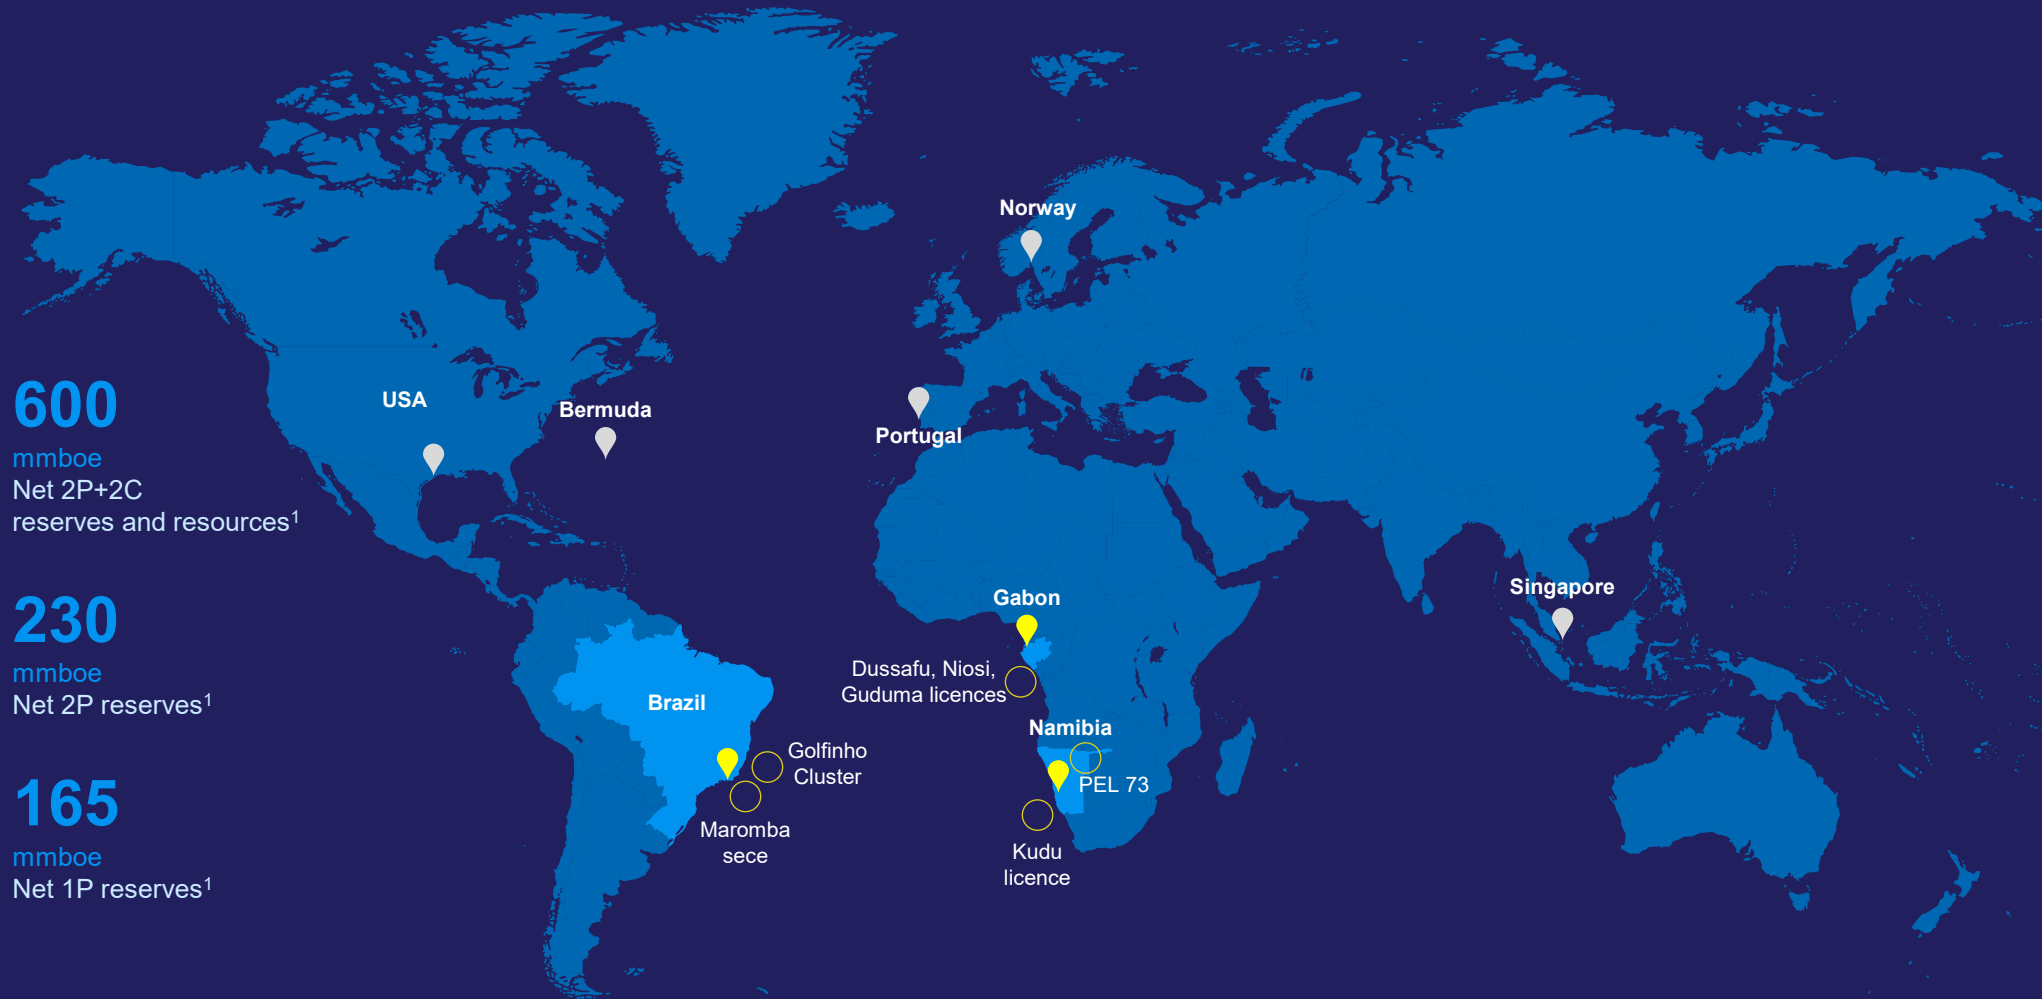 600
mmboe
Net 2P+2C
reserves and resources¹
230
mmboe
Net 2P reserves¹
165
mmboe
Net 1P reserves¹
USA
Bermuda
Norway
Portugal
Gabon
Dussafu, Niosi,
Guduma licences
Singapore
Brazil
Golfinho
Cluster
Maromba
sece
Namibia
PEL 73
Kudu
licence